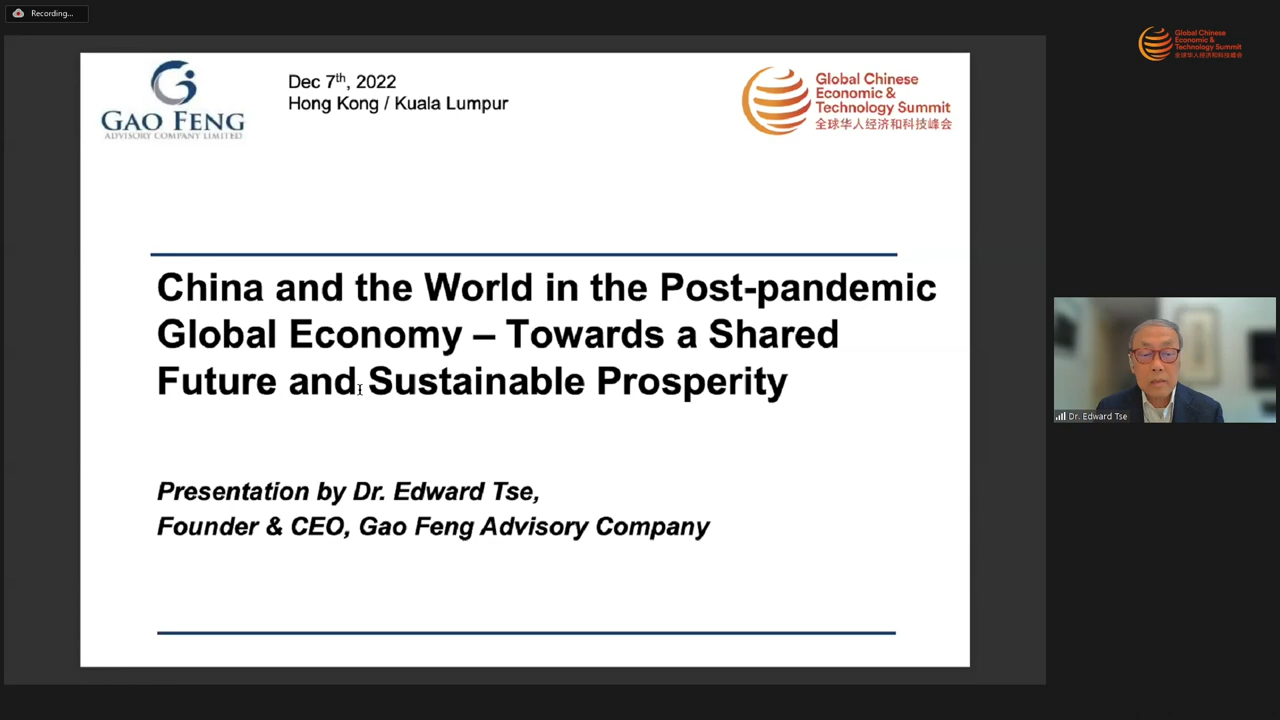 Recording...
Global Chinese
Economic &
Technology Summit
全球华人经济和科技峰会
GAO FENG
ADVISORY COMPANY LIMITED
Dec 7th, 2022
Hong Kong / Kuala Lumpur
Global Chinese
Economic &
Technology Summit
全球华人经济和科技峰会
China and the World in the Post-pandemic
Global Economy – Towards a Shared
Future and Sustainable Prosperity
Presentation by Dr. Edward Tse,
Founder & CEO, Gao Feng Advisory Company
Dr. Edward Tse